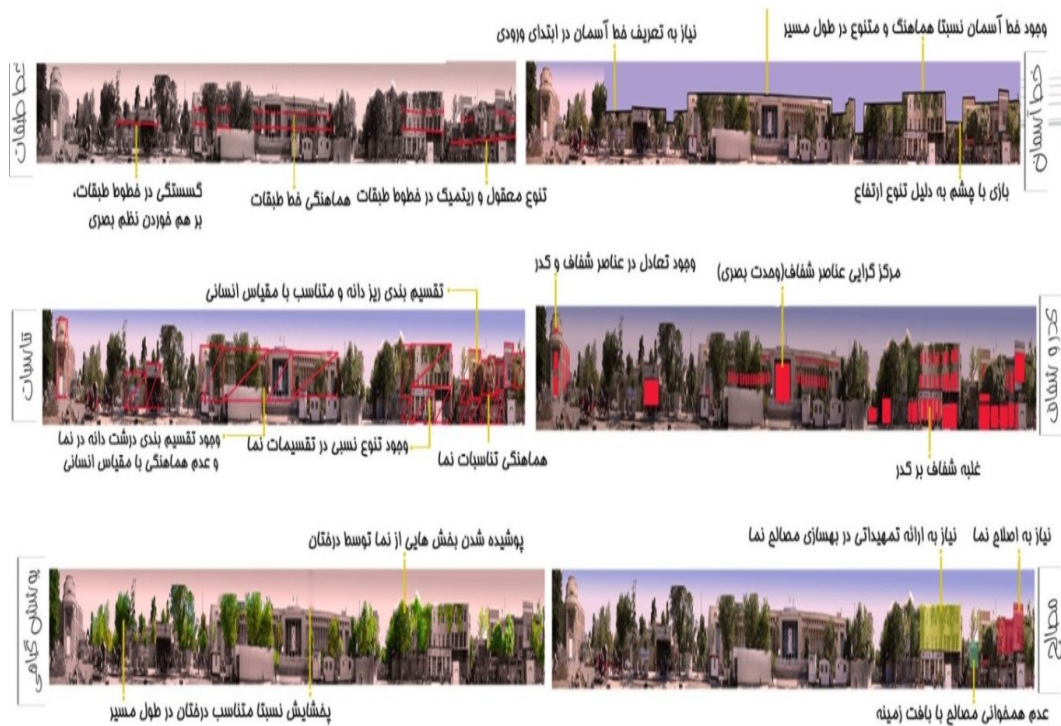 خط آسمان
وجود خط آسمان نسبتا هماهنگ و متنوع در طول مسیر
نیاز به تعریف خط آسمان در ابتدای ورودی
بازی با چشم به دلیل تنوع ارتفاع
خط طبقات
تنوع معقول و ریتمیک در خطوط طبقات
هماهنگی خط طبقات
گسستگی در خطوط طبقات،
بر هم خوردن نظم بصری
کدر و شفاف
مرکز گرایی عناصر شفاف(وحدت بصری)
وجود تعادل در عناصر شفاف و کدر
غلبه شفاف بر کدر
تناسبات
تقسیم بندی ریز دانه و متناسب با مقیاس انسانی
هماهنگی تناسبات نما
وجود تنوع نسبی در تقسیمات نما
وجود تقسیم بندی درشت دانه در نما
و عدم هماهنگی با مقیاس انسانی
مصالح
نیاز به اصلاح نما
نیاز به ارائه تمهیداتی در بهسازی مصالح نما
عدم همخوانی مصالح با بافت زمینه
پوشش گیاهی
پوشیده شدن بخش هایی از نما توسط درختان
پخشایش نسبتا متناسب درختان در طول مسیر